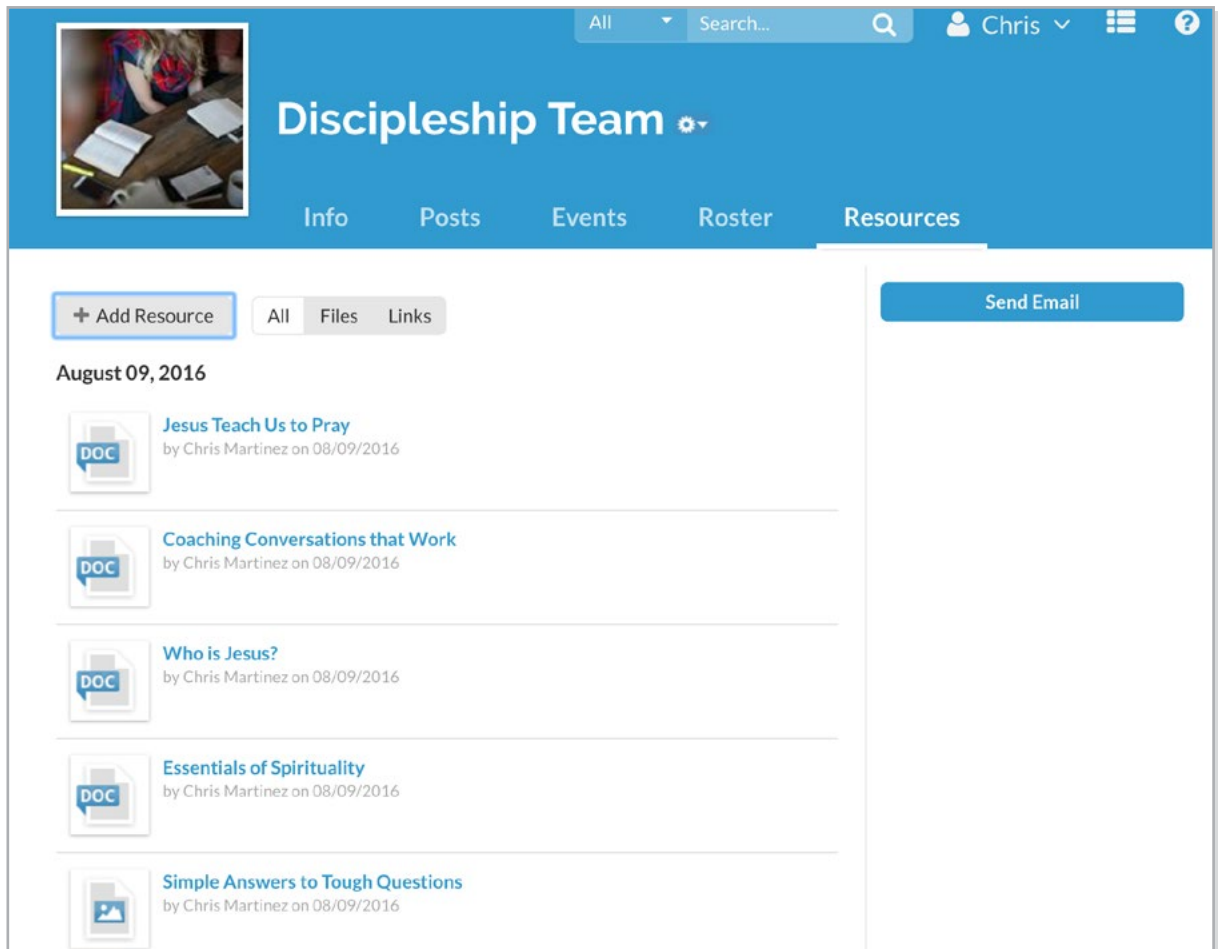 All
Search...
Chris
Discipleship Team
Info Posts Events Roster Resources
+ Add Resource
All Files Links
Send Email
August 09, 2016
DOC
Jesus Teach Us to Pray
by Chris Martinez on 08/09/2016
DOC
Coaching Conversations that Work
by Chris Martinez on 08/09/2016
DOC
Who is Jesus?
by Chris Martinez on 08/09/2016
DOC
Essentials of Spirituality
by Chris Martinez on 08/09/2016
Simple Answers to Tough Questions
by Chris Martinez on 08/09/2016